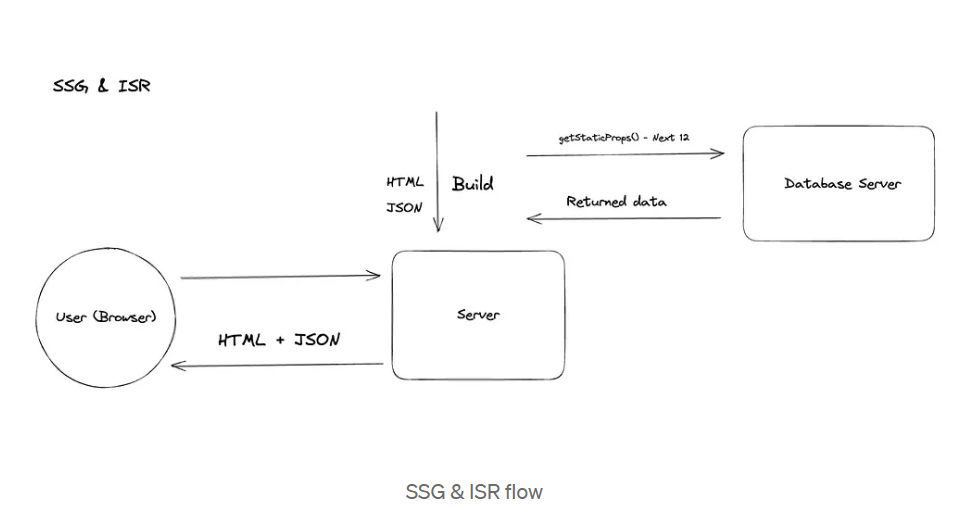 SSG & ISR
getStaticProps() - Next 12
Database Server
HTML
JSON
Build
Returned data
User (Browser)
Server
HTML + JSON
SSG & ISR flow